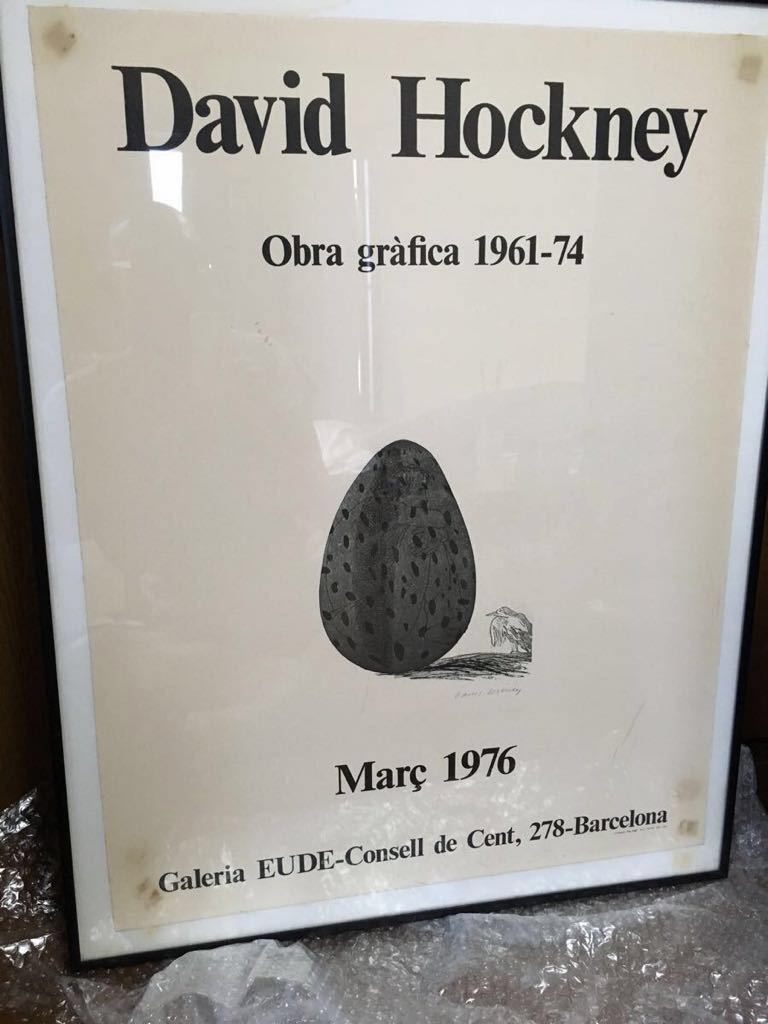 David Hockney
Obra gràfica 1961-74
Març 1976
Galeria EUDE-Consell de Cent, 278-Barcelona